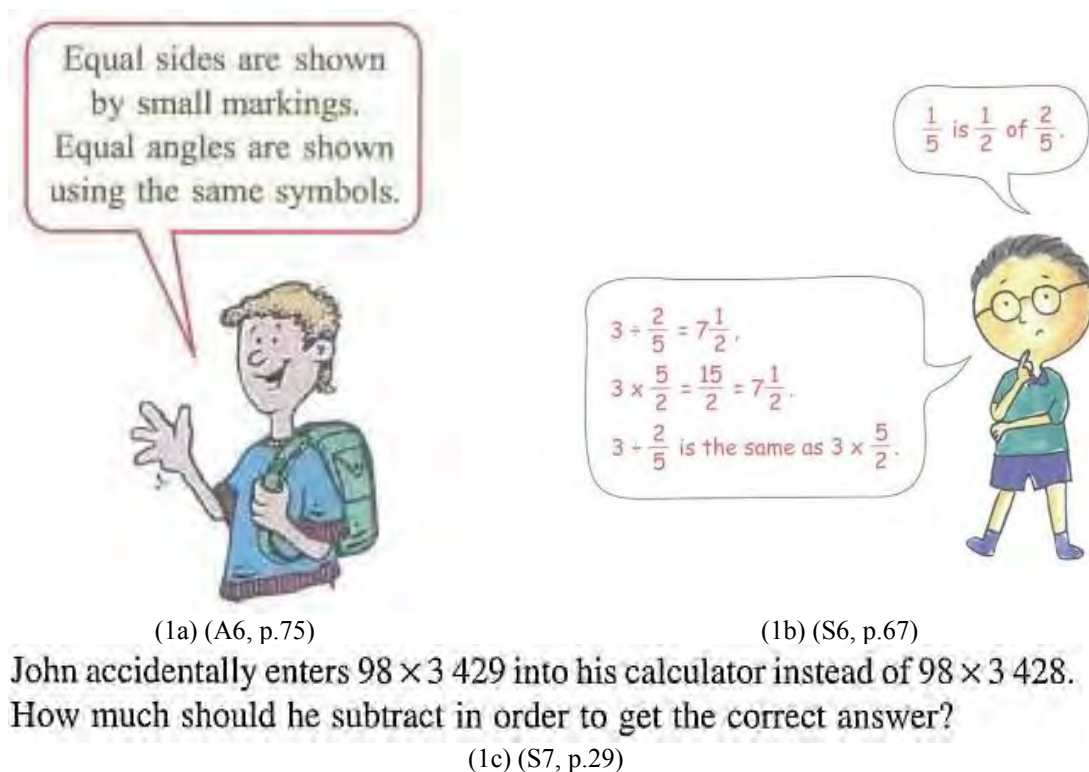 Equal sides are shown
by small markings.
Equal angles are shown
using the same symbols.
1/5 is 1/2 of 2/5.
3 ÷ 2/5 = 7 1/2,
3 x 5/2 = 15/2 = 7 1/2.
3 ÷ 2/5 is the same as 3 x 5/2.
(1a) (A6, p.75)
(1b) (S6, p.67)
John accidentally enters 98 × 3 429 into his calculator instead of 98 × 3 428.
How much should he subtract in order to get the correct answer?
(1c) (S7, p.29)